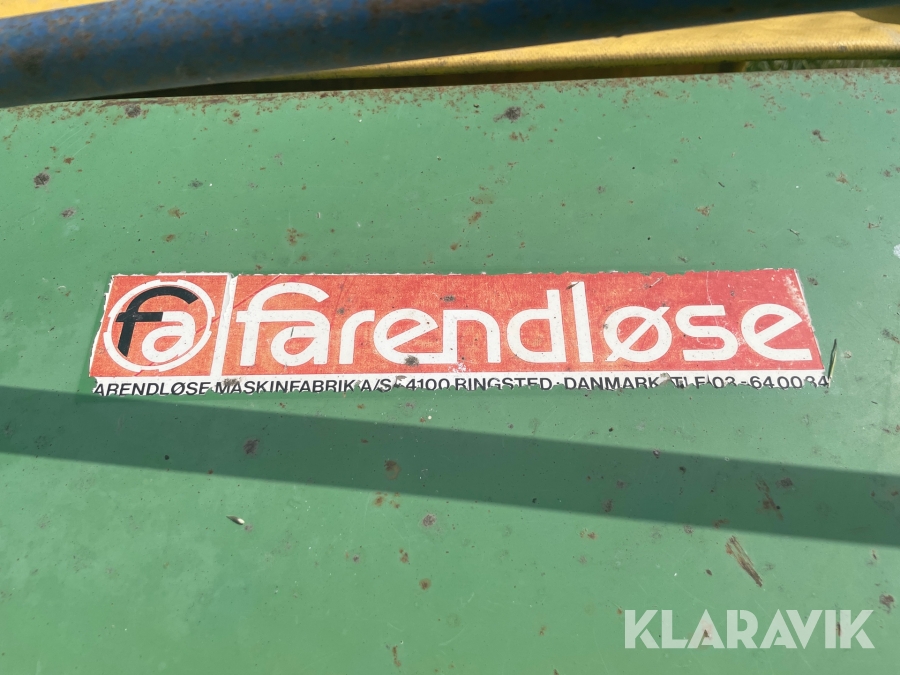 fa farendløse
ARENDLØSE MASKINFABRIK A/S · 4100 RINGSTED · DANMARK TLF 03 - 64 00 84
KLARAVIK